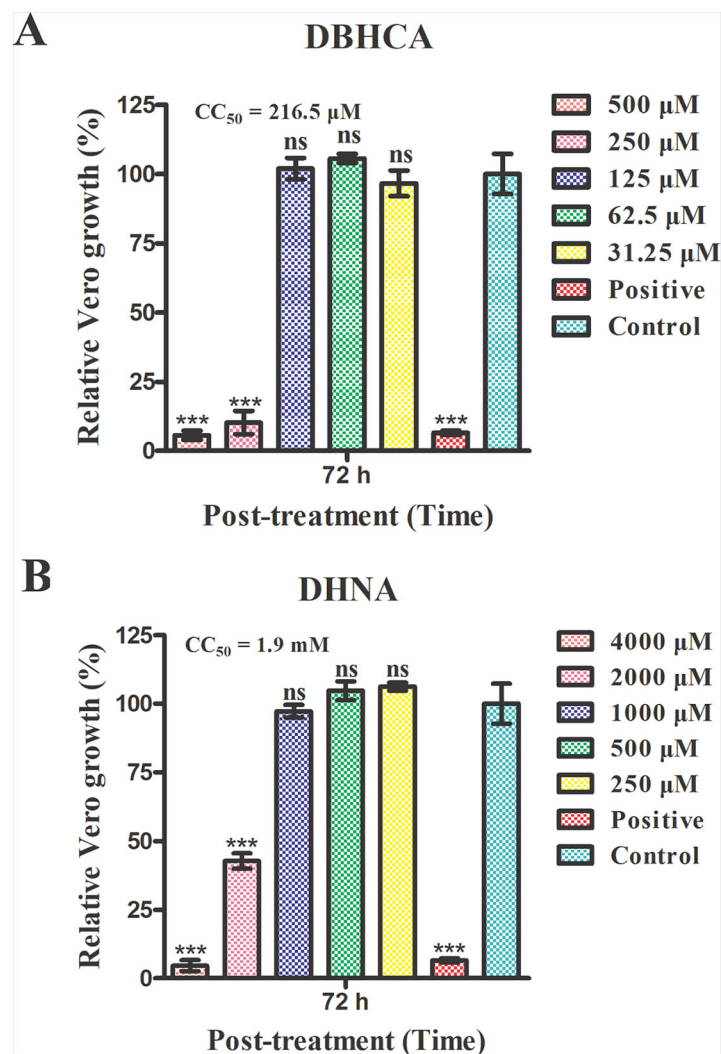 A
DBHCA
CC50 = 216.5 µM
Relative Vero growth (%)
125
100
75
50
25
0
***
***
ns
ns
ns
***
72 h
Post-treatment (Time)
500 µM
250 µM
125 µM
62.5 µM
31.25 µM
Positive
Control
B
DHNA
CC50 = 1.9 mM
Relative Vero growth (%)
125
100
75
50
25
0
***
***
ns
ns
ns
***
72 h
Post-treatment (Time)
4000 µM
2000 µM
1000 µM
500 µM
250 µM
Positive
Control